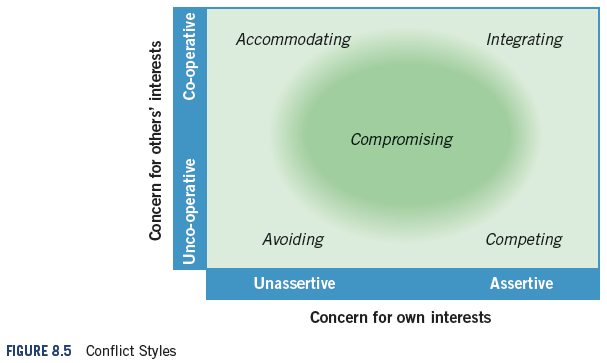 Concern for others' interests
Co-operative
Unco-operative
Accommodating
Integrating
Compromising
Avoiding
Competing
Unassertive
Assertive
Concern for own interests
FIGURE 8.5 Conflict Styles